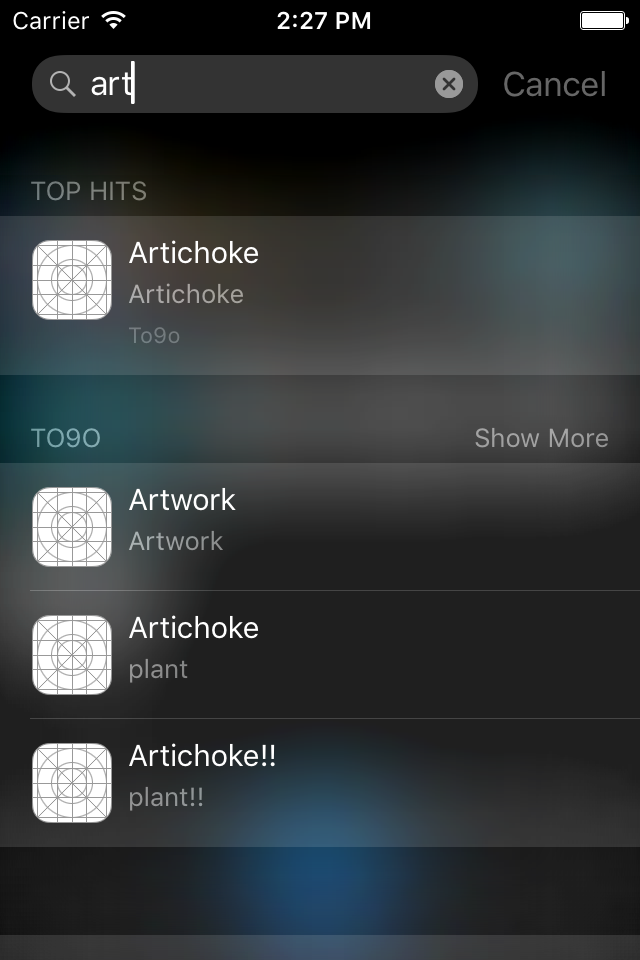 Carrier 2:27 PM
art Cancel
TOP HITS
Artichoke
Artichoke
To9o
TO9O Show More
Artwork
Artwork
Artichoke
plant
Artichoke!!
plant!!